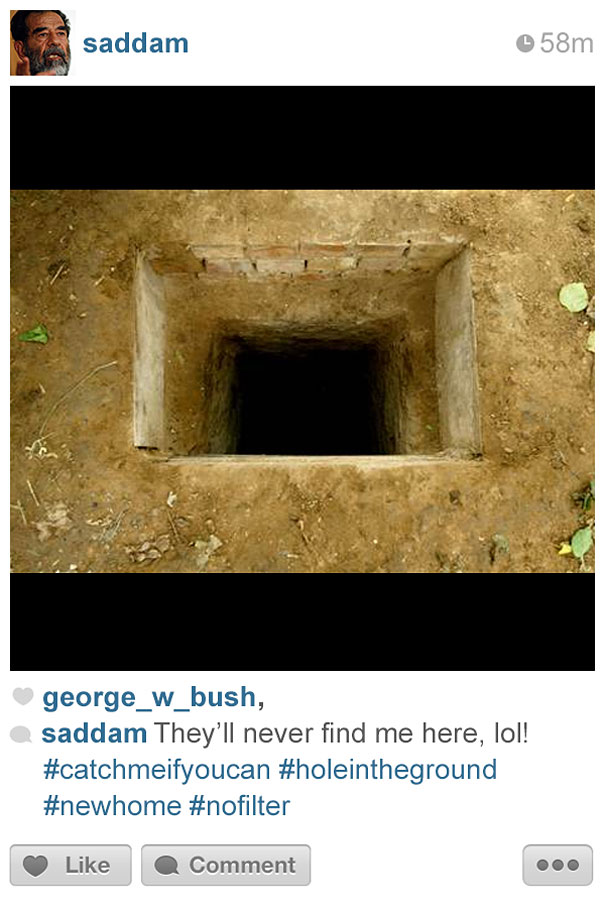 saddam 58m
george_w_bush,
saddam They’ll never find me here, lol!
#catchmeifyoucan #holeintheground
#newhome #nofilter
Like Comment